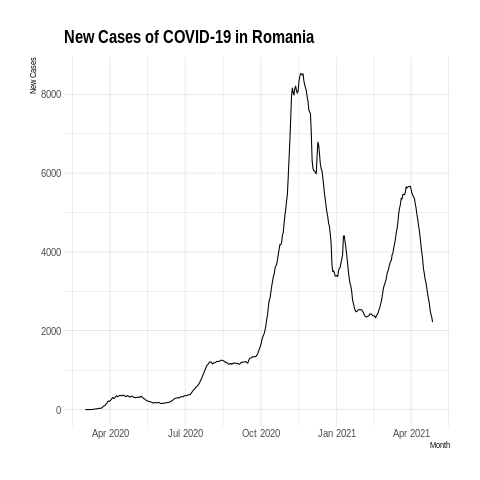 New Cases of COVID-19 in Romania
New Cases
8000
6000
4000
2000
0
Apr 2020 Jul 2020 Oct 2020 Jan 2021 Apr 2021
Month